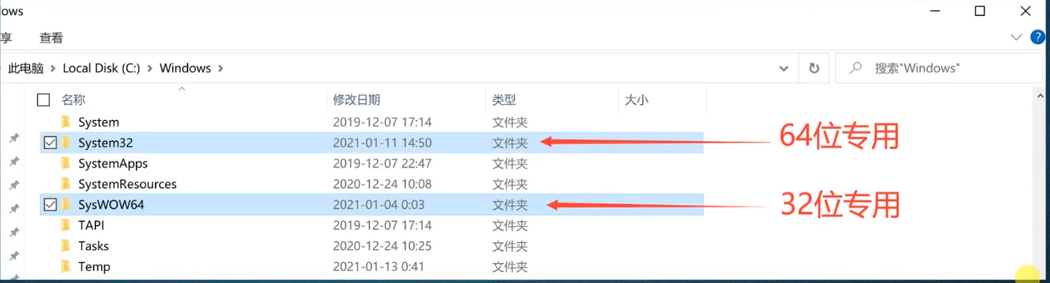 ows
享 查看
此电脑 Local Disk (C:) Windows 搜索"Windows"
名称 修改日期 类型 大小
System 2019-12-07 17:14 文件夹
System32 2021-01-11 14:50 文件夹 64位专用
SystemApps 2019-12-07 22:47 文件夹
SystemResources 2020-12-24 10:08 文件夹
SysWOW64 2021-01-04 0:03 文件夹 32位专用
TAPI 2019-12-07 17:14 文件夹
Tasks 2020-12-24 10:25 文件夹
Temp 2021-01-13 0:41 文件夹